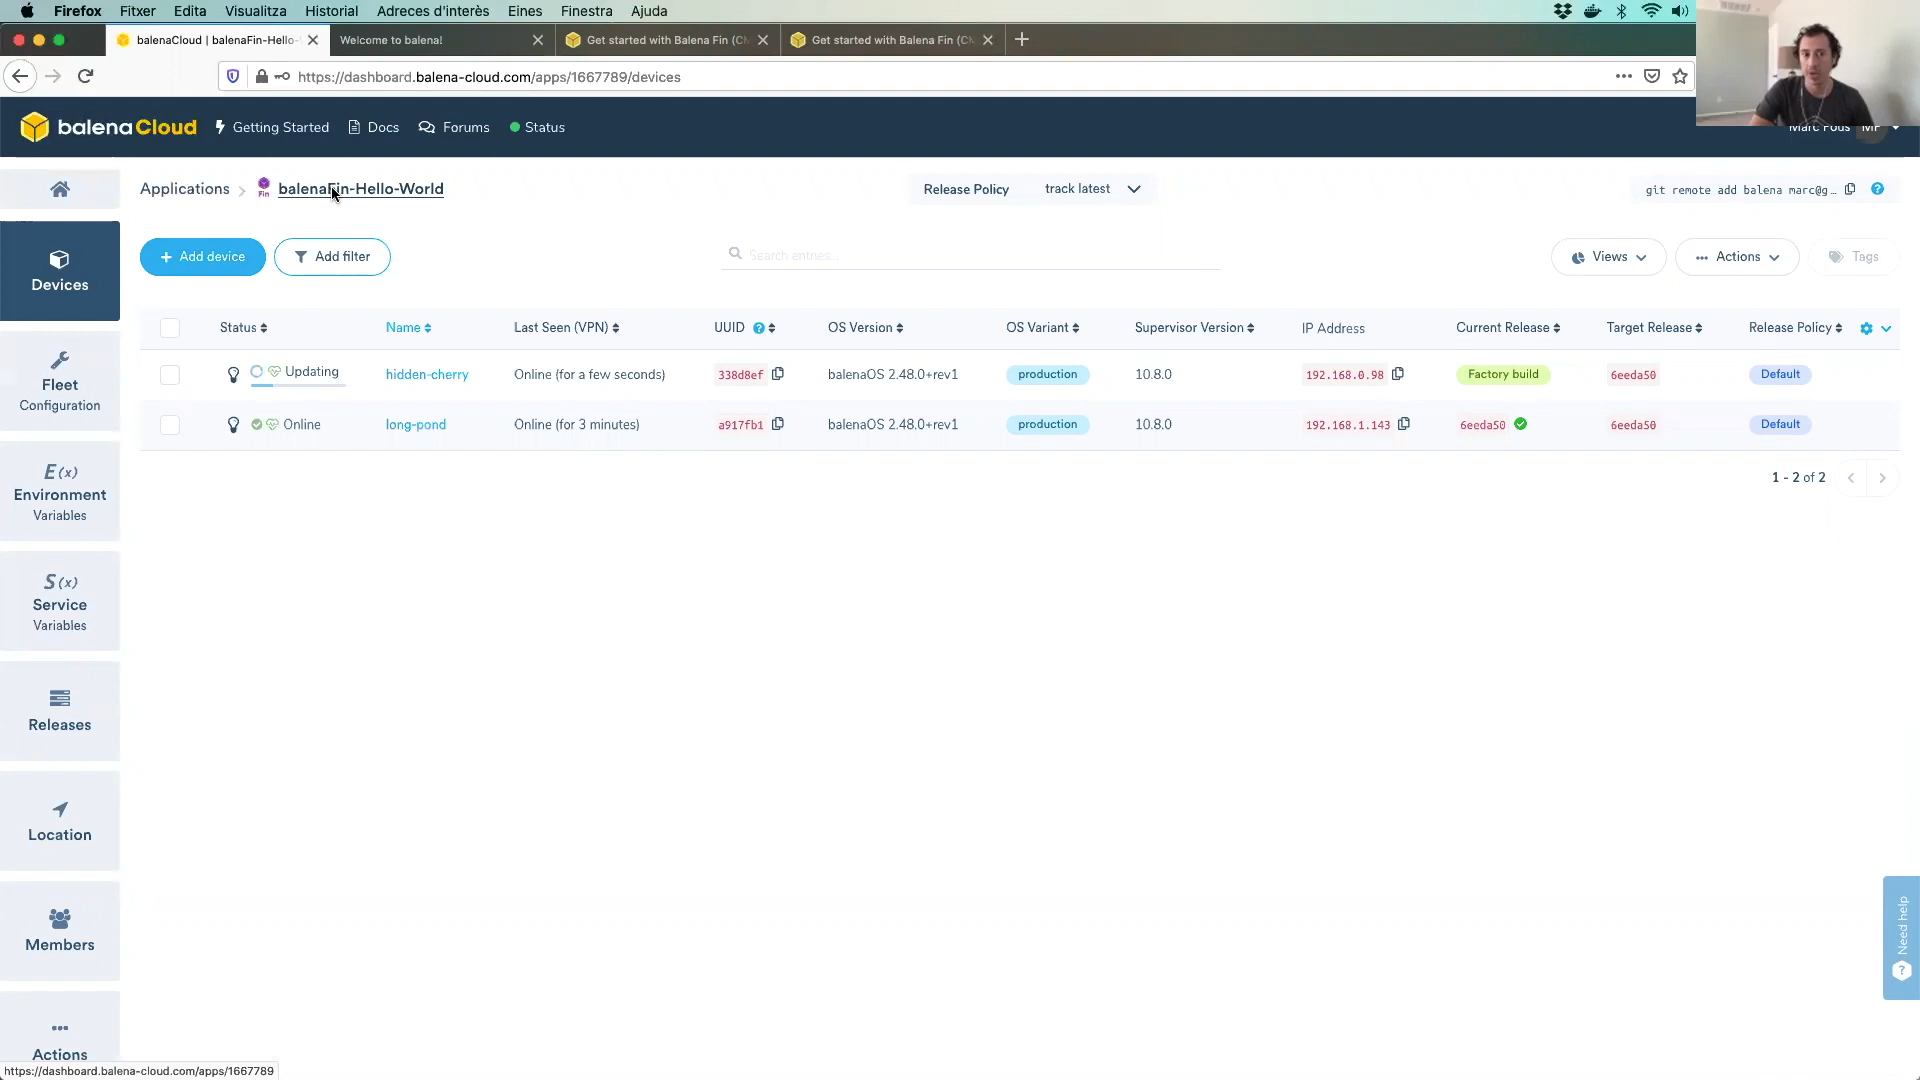 Firefox Fitxer Edita Visualitza Historial Adreces d'interès Eines Finestra Ajuda
balenaCloud | balenaFin-Hello- Welcome to balena! Get started with Balena Fin (CM Get started with Balena Fin (CM
https://dashboard.balena-cloud.com/apps/1667789/devices
balenaCloud Getting Started Docs Forums Status
Marc Pous MP
Applications balenaFin-Hello-World Release Policy track latest git remote add balena marc@g…
Add device Add filter Search entries... Views Actions Tags
Status Name Last Seen (VPN) UUID OS Version OS Variant Supervisor Version IP Address Current Release Target Release Release Policy
Updating hidden-cherry Online (for a few seconds) 338d8ef balenaOS 2.48.0+rev1 production 10.8.0 192.168.0.98 Factory build 6eeda50 Default
Online long-pond Online (for 3 minutes) a917fb1 balenaOS 2.48.0+rev1 production 10.8.0 192.168.1.143 6eeda50 6eeda50 Default
1 - 2 of 2
Devices
Fleet
Configuration
E(x)
Environment
Variables
S(x)
Service
Variables
Releases
Location
Members
Actions
Need help
https://dashboard.balena-cloud.com/apps/1667789